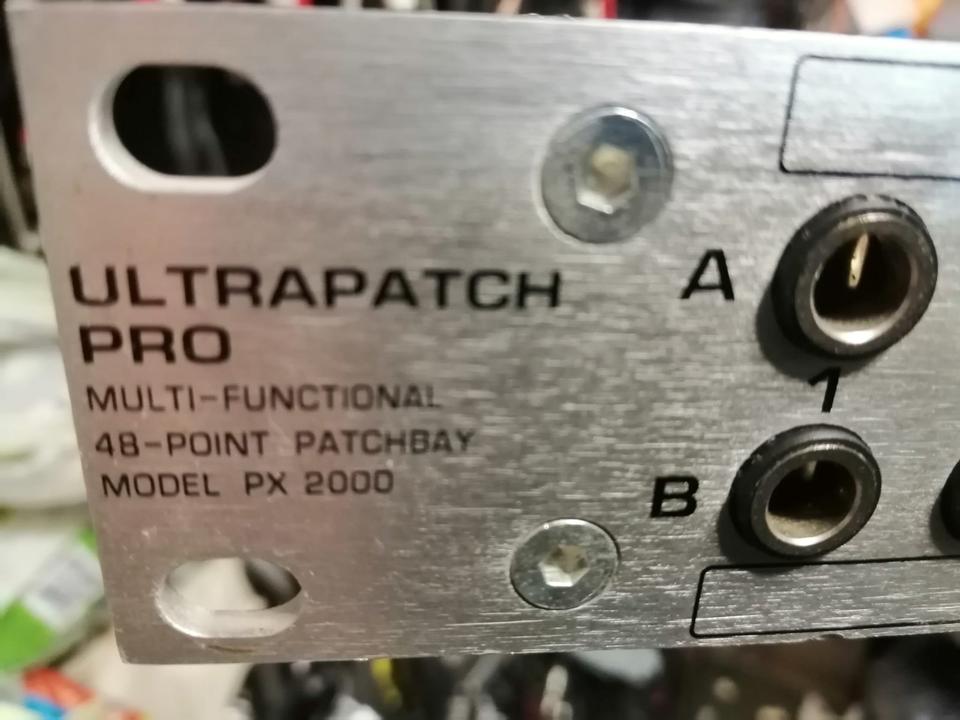 ULTRAPATCH
PRO
MULTI-FUNCTIONAL
48-POINT PATCHBAY
MODEL PX 2000
A
1
B